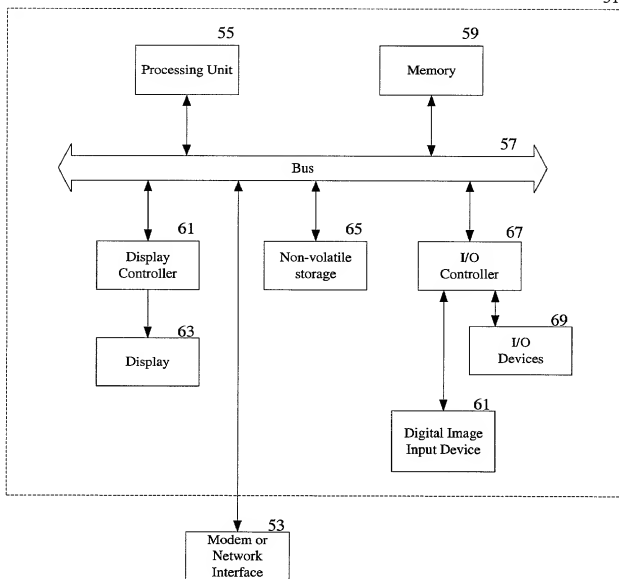 51
55
Processing Unit
59
Memory
57
Bus
61
Display
Controller
65
Non-volatile
storage
67
I/O
Controller
63
Display
69
I/O
Devices
61
Digital Image
Input Device
53
Modem or
Network
Interface